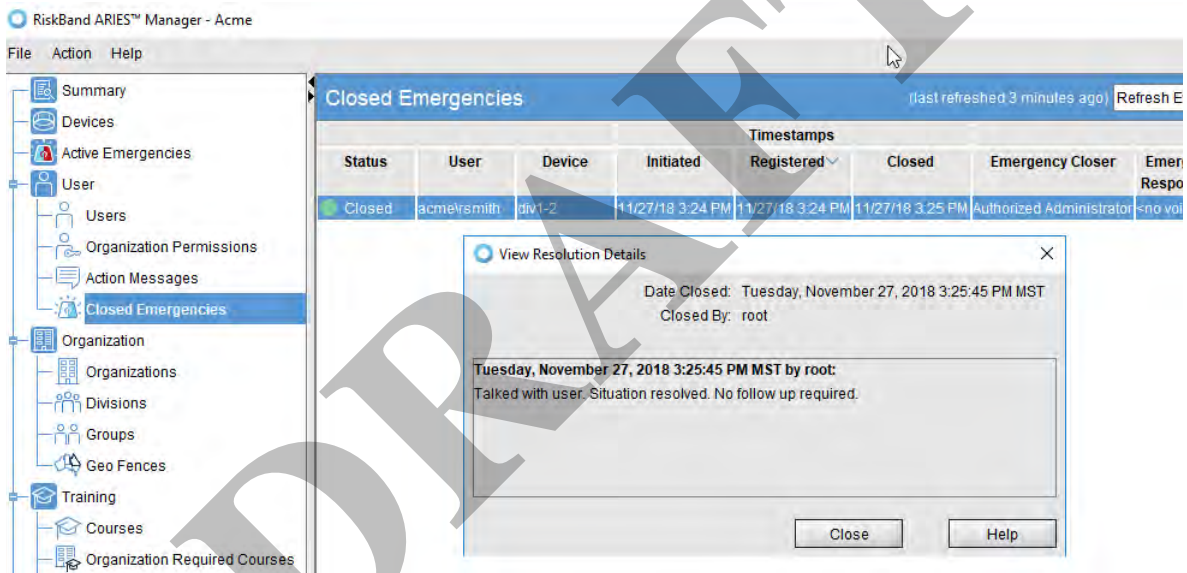 RiskBand ARIES™ Manager - Acme
File Action Help
Summary
Devices
Active Emergencies
User
Users
Organization Permissions
Action Messages
Closed Emergencies
Organization
Organizations
Divisions
Groups
Geo Fences
Training
Courses
Organization Required Courses
Closed Emergencies (last refreshed 3 minutes ago) Refresh E
Timestamps
Status User Device Initiated Registered Closed Emergency Closer Emerg
Respo
Closed acme\rsmith div1-2 11/27/18 3:24 PM 11/27/18 3:24 PM 11/27/18 3:25 PM Authorized Administrator <no voi
View Resolution Details
Date Closed: Tuesday, November 27, 2018 3:25:45 PM MST
Closed By: root
Tuesday, November 27, 2018 3:25:45 PM MST by root:
Talked with user. Situation resolved. No follow up required.
Close Help
DRAFT